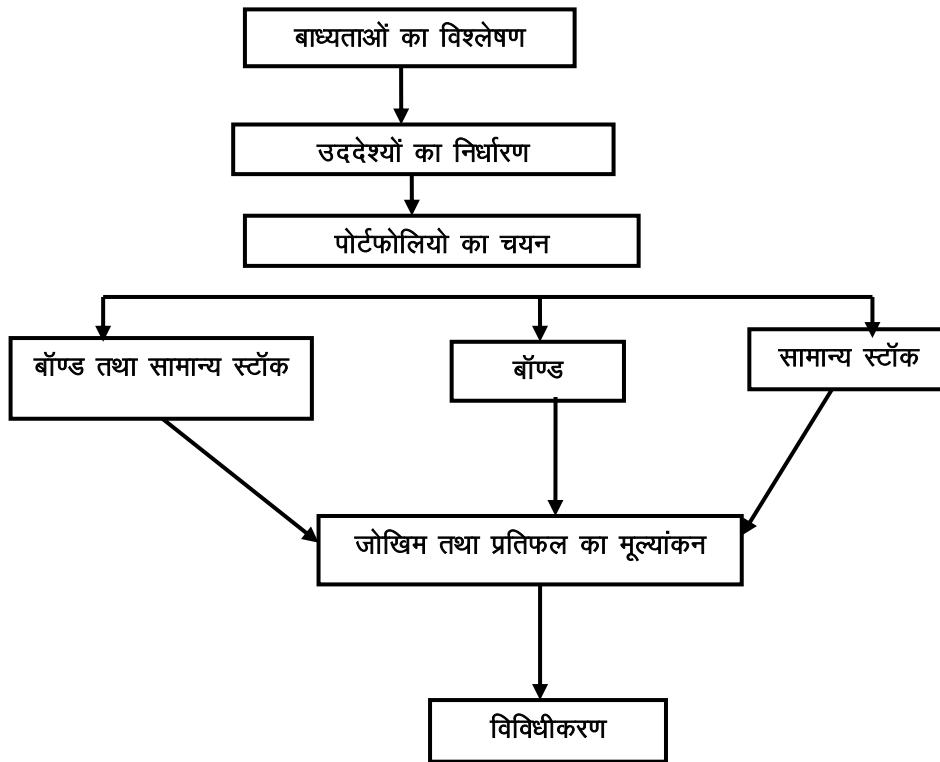 बाध्यताओं का विश्लेषण
उददेश्यों का निर्धारण
पोर्टफोलियो का चयन
बॉण्ड तथा सामान्य स्टॉक
बॉण्ड
सामान्य स्टॉक
जोखिम तथा प्रतिफल का मूल्यांकन
विविधीकरण